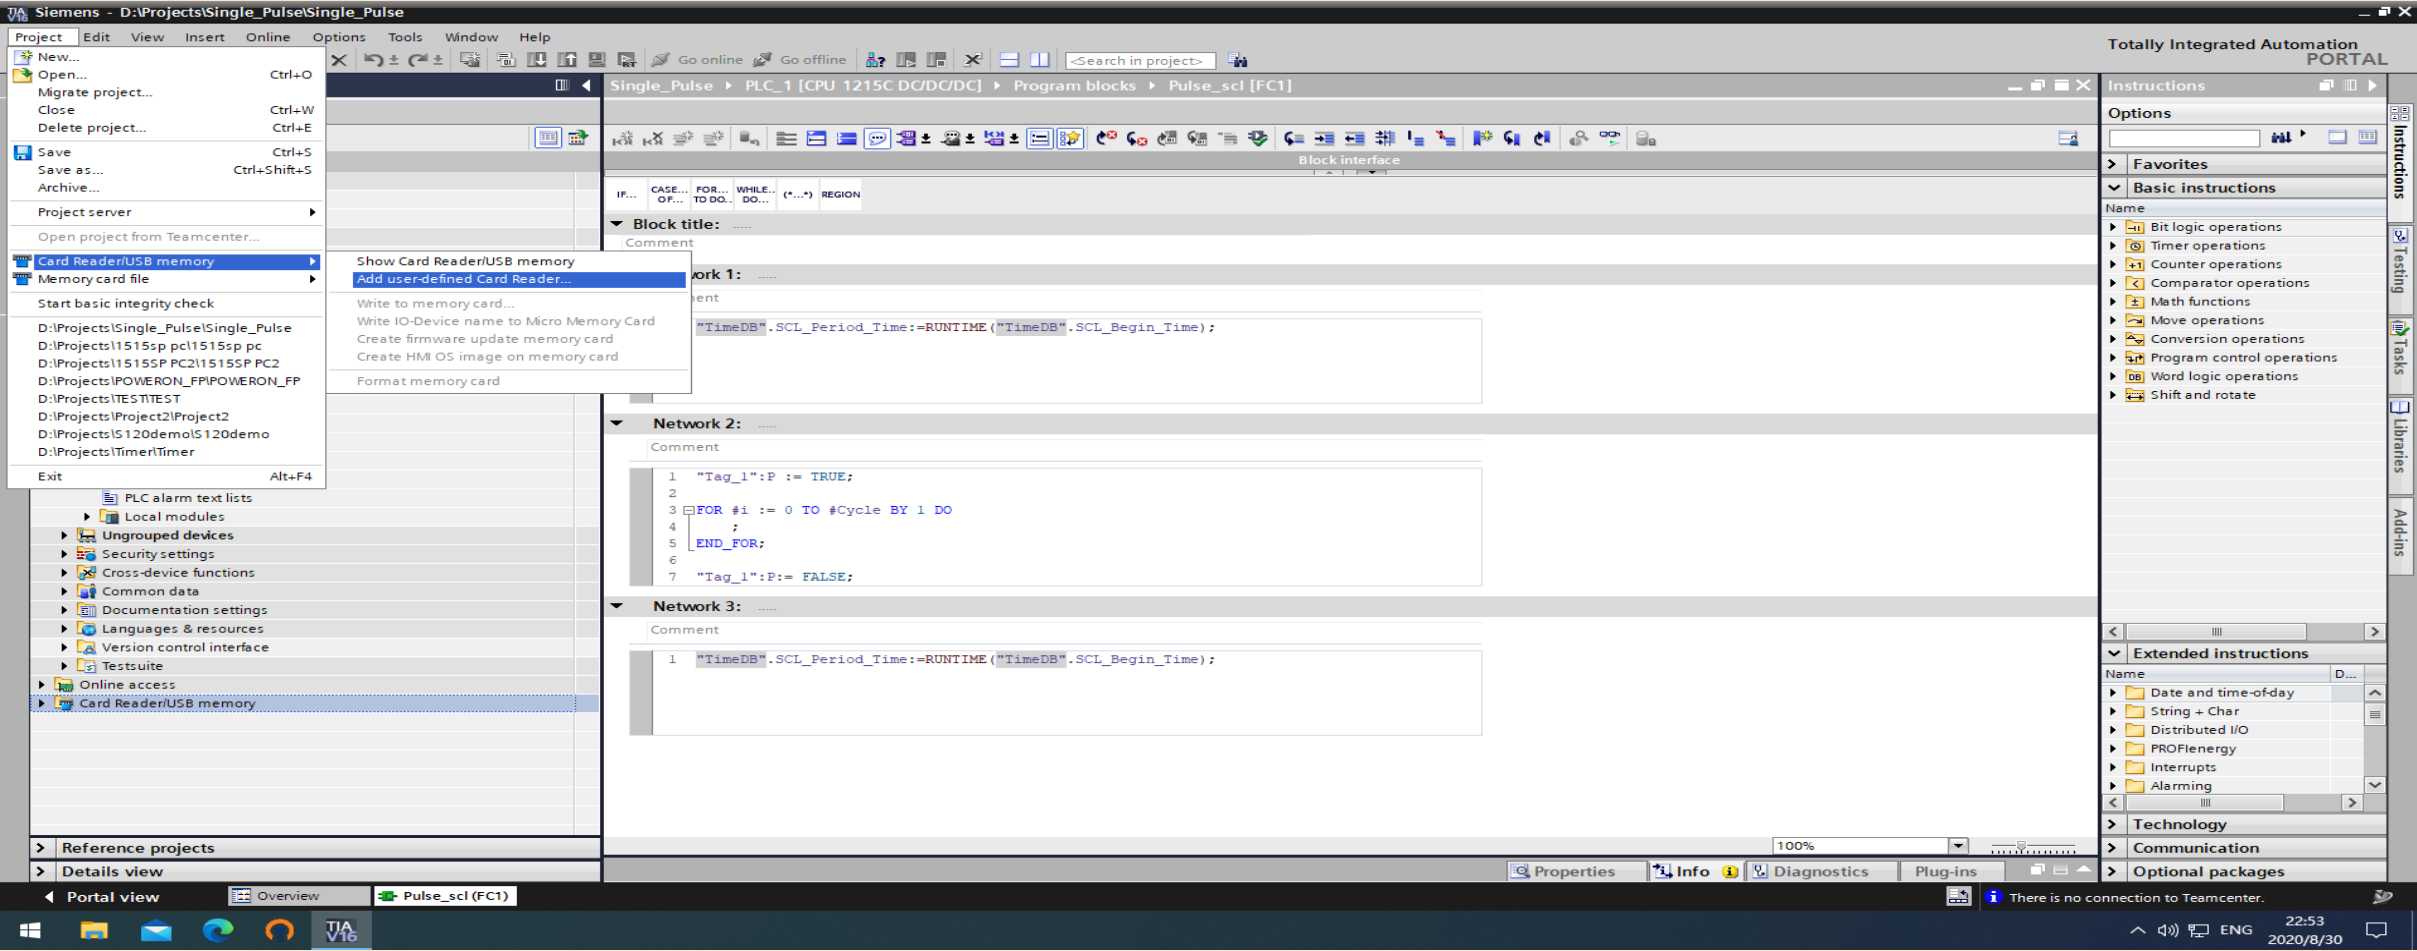 Siemens - D:\Projects\Single_Pulse\Single_Pulse
Project Edit View Insert Online Options Tools Window Help
Totally Integrated Automation
PORTAL
Go online Go offline <Search in project>
New...
Open... Ctrl+O
Migrate project...
Close Ctrl+W
Delete project... Ctrl+E
Save Ctrl+S
Save as... Ctrl+Shift+S
Archive...
Project server
Open project from Teamcenter...
Card Reader/USB memory
Memory card file
Start basic integrity check
D:\Projects\Single_Pulse\Single_Pulse
D:\Projects\1515sp pc\1515sp pc
D:\Projects\1515SP PC2\1515SP PC2
D:\Projects\POWERON_FP\POWERON_FP
D:\Projects\TEST\TEST
D:\Projects\Project2\Project2
D:\Projects\S120demo\S120demo
D:\Projects\Timer\Timer
Exit Alt+F4
Show Card Reader/USB memory
Add user-defined Card Reader...
Write to memory card...
Write IO-Device name to Micro Memory Card
Create firmware update memory card
Create HMI OS image on memory card
Format memory card
PLC alarm text lists
Local modules
Ungrouped devices
Security settings
Cross-device functions
Common data
Documentation settings
Languages & resources
Version control interface
Testsuite
Online access
Card Reader/USB memory
Reference projects
Details view
Single_Pulse PLC_1 [CPU 1215C DC/DC/DC] Program blocks Pulse_scl [FC1]
Block interface
IF... CASE... OF... FOR... TO DO.. WHILE.. DO... (*...*) REGION
Block title: .....
Comment
ork 1: .....
ent
"TimeDB".SCL_Period_Time:=RUNTIME("TimeDB".SCL_Begin_Time);
Network 2: .....
Comment
1 "Tag_1":P := TRUE;
2
3 FOR #i := 0 TO #Cycle BY 1 DO
4 ;
5 END_FOR;
6
7 "Tag_1":P:= FALSE;
Network 3: .....
Comment
1 "TimeDB".SCL_Period_Time:=RUNTIME("TimeDB".SCL_Begin_Time);
100%
Properties Info Diagnostics Plug-ins
Instructions
Options
Favorites
Basic instructions
Name
Bit logic operations
Timer operations
Counter operations
Comparator operations
Math functions
Move operations
Conversion operations
Program control operations
Word logic operations
Shift and rotate
Extended instructions
Name D...
Date and time-of-day
String + Char
Distributed I/O
PROFIenergy
Interrupts
Alarming
Technology
Communication
Optional packages
Instructions
Testing
Tasks
Libraries
Add-ins
Portal view Overview Pulse_scl (FC1) There is no connection to Teamcenter.
TIA V16
ENG 22:53
2020/8/30